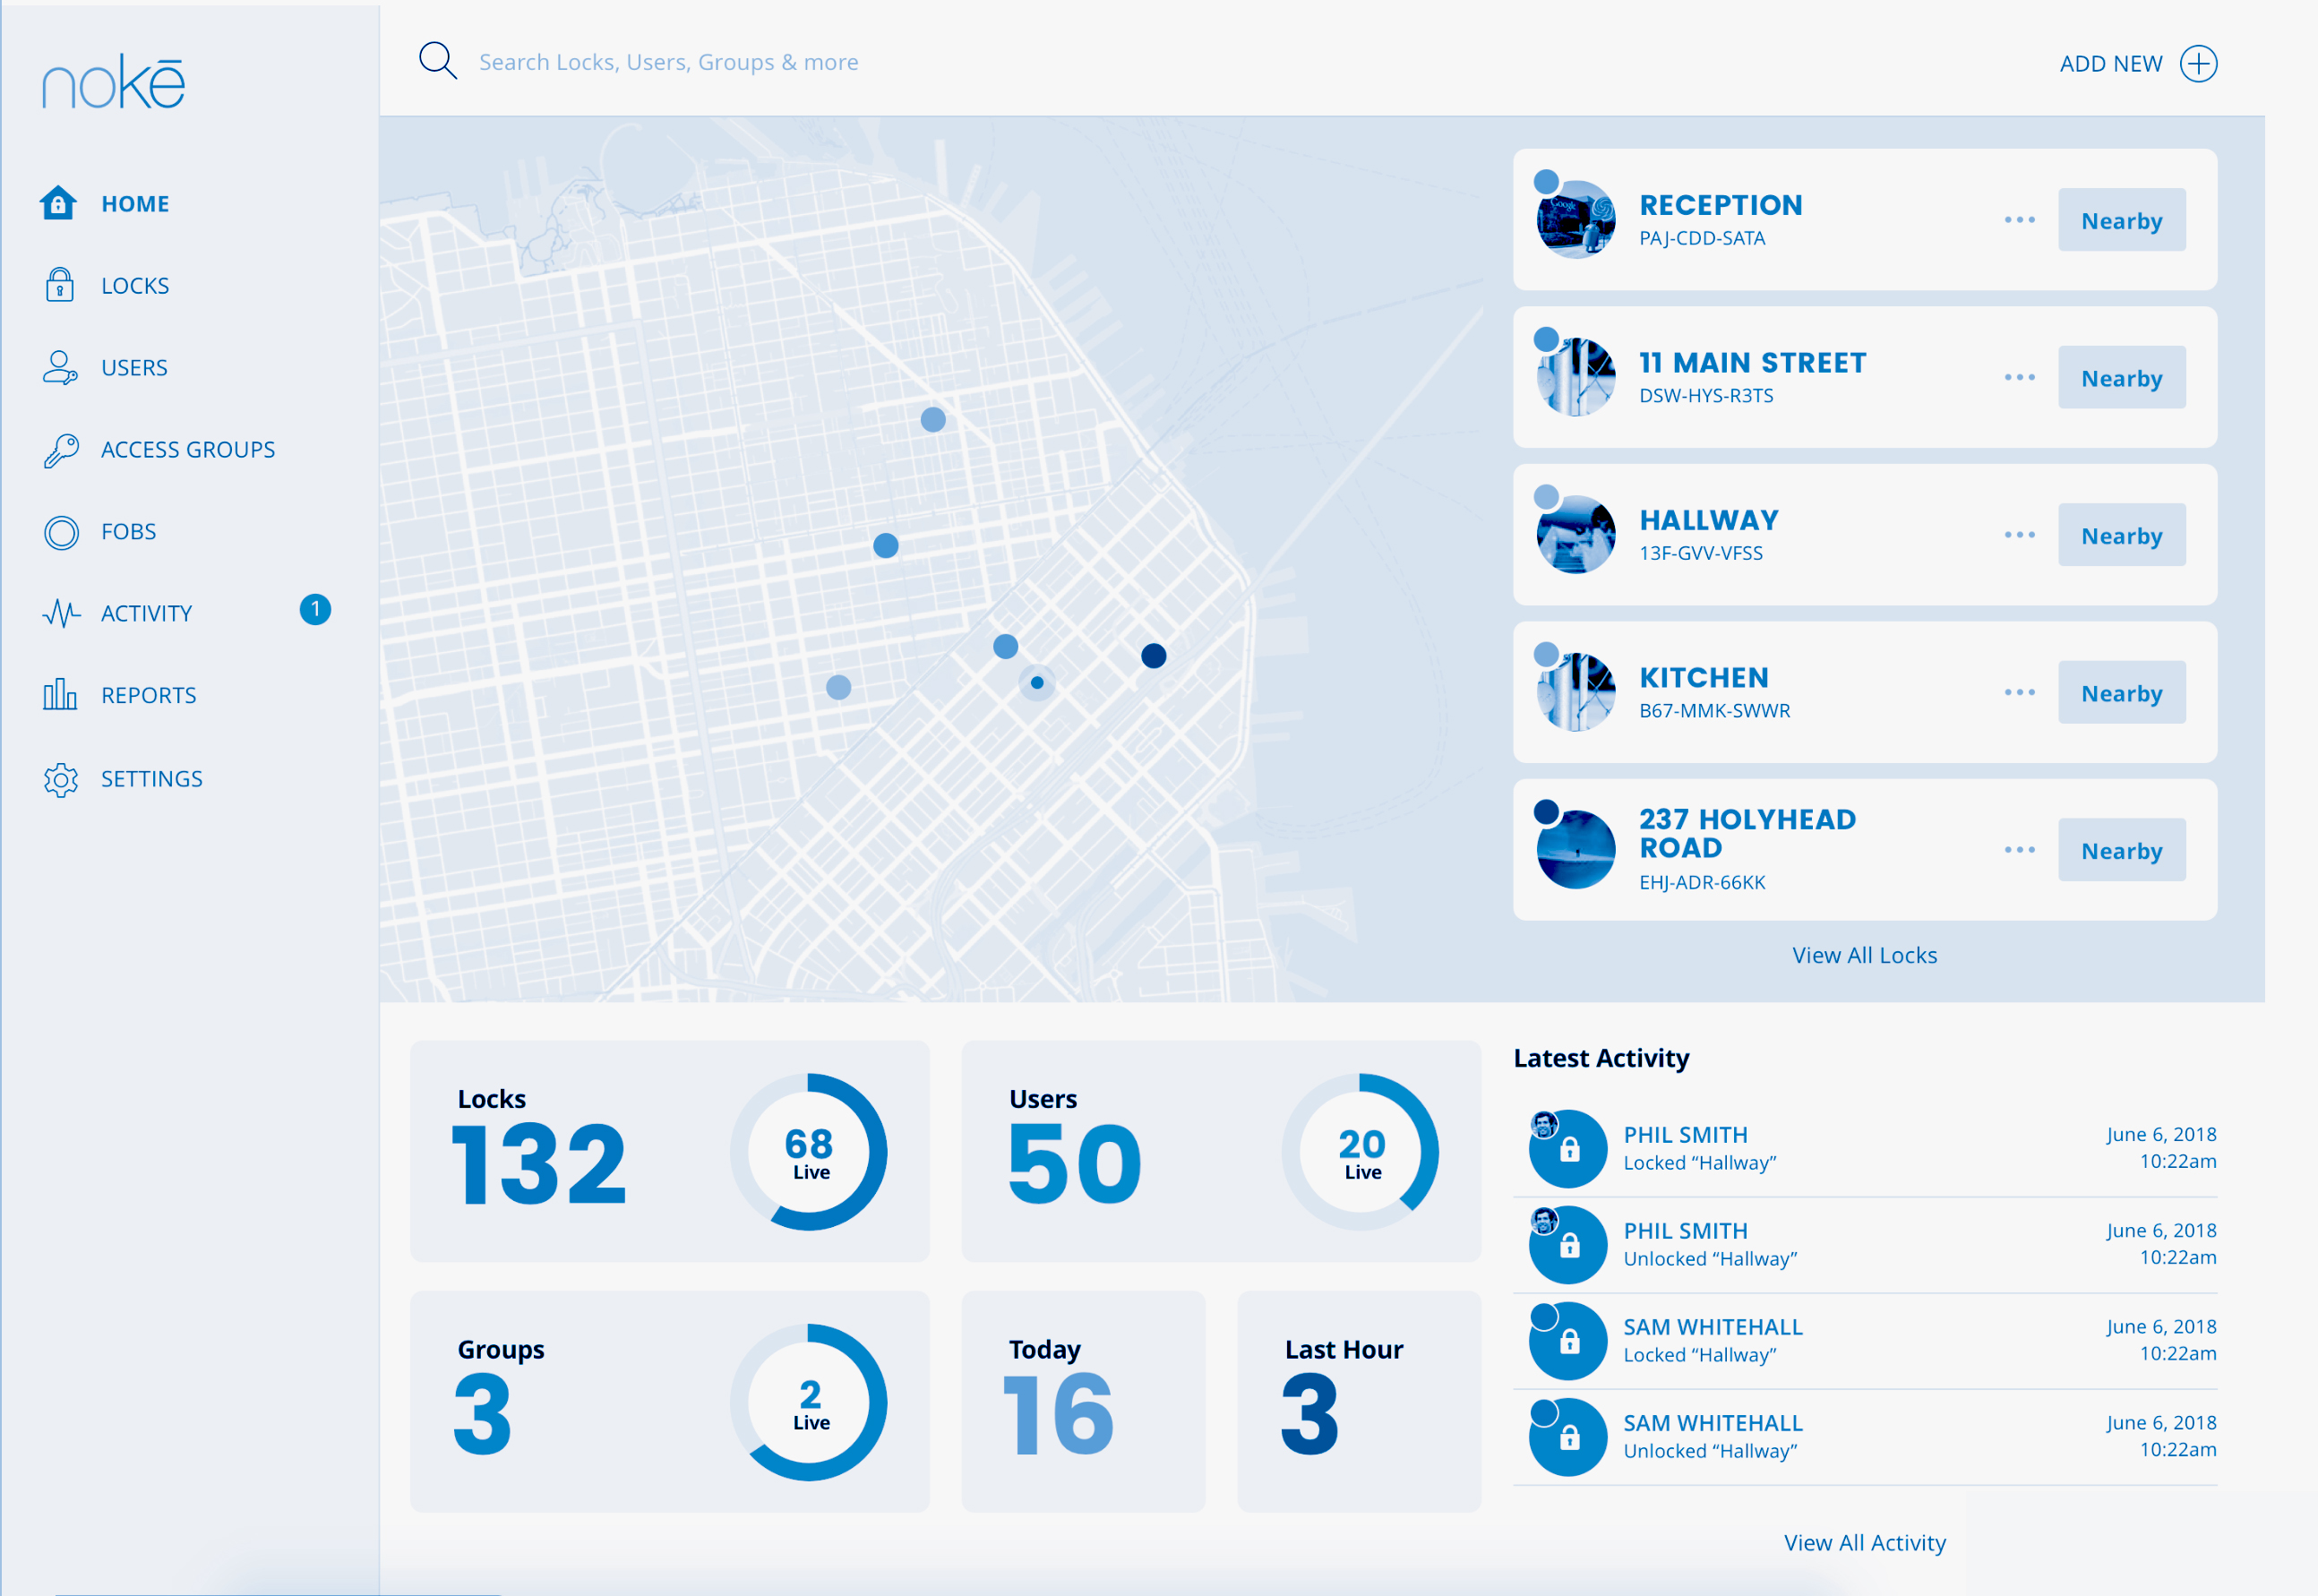 nokē
HOME
LOCKS
USERS
ACCESS GROUPS
FOBS
ACTIVITY 1
REPORTS
SETTINGS
Search Locks, Users, Groups & more
ADD NEW
Google
RECEPTION
PAJ-CDD-SATA
Nearby
11 MAIN STREET
DSW-HYS-R3TS
Nearby
HALLWAY
13F-GVV-VFSS
Nearby
KITCHEN
B67-MMK-SWWR
Nearby
237 HOLYHEAD
ROAD
EHJ-ADR-66KK
Nearby
View All Locks
Locks
132
68
Live
Users
50
20
Live
Groups
3
2
Live
Today
16
Last Hour
3
Latest Activity
PHIL SMITH
Locked “Hallway”
June 6, 2018
10:22am
PHIL SMITH
Unlocked “Hallway”
June 6, 2018
10:22am
SAM WHITEHALL
Locked “Hallway”
June 6, 2018
10:22am
SAM WHITEHALL
Unlocked “Hallway”
June 6, 2018
10:22am
View All Activity